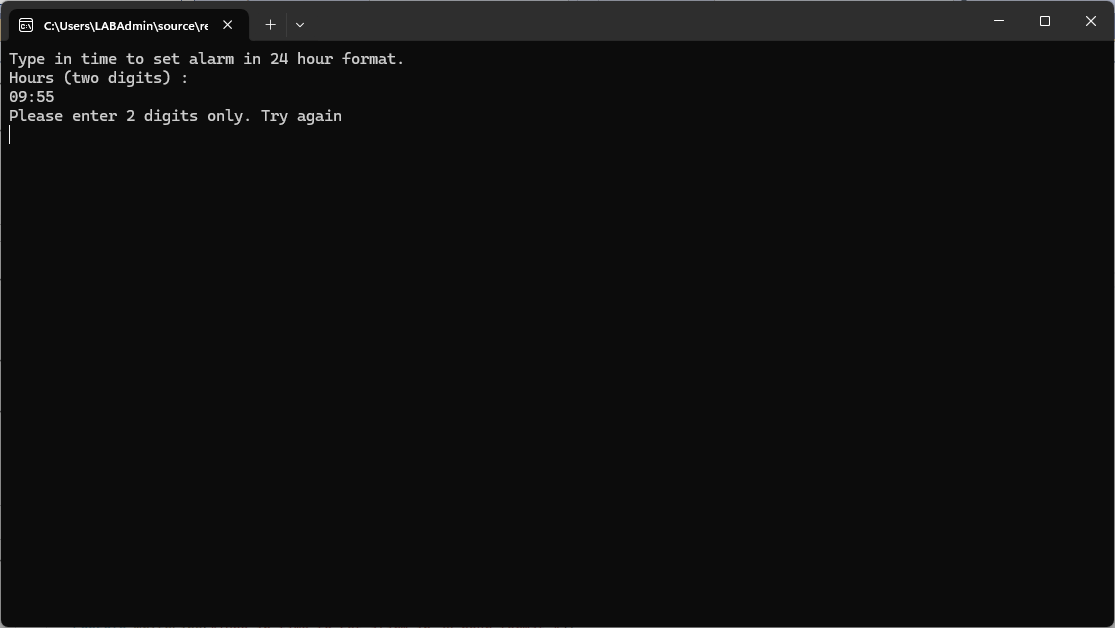 C:\Users\LABAdmin\source\re
Type in time to set alarm in 24 hour format.
Hours (two digits) :
09:55
Please enter 2 digits only. Try again